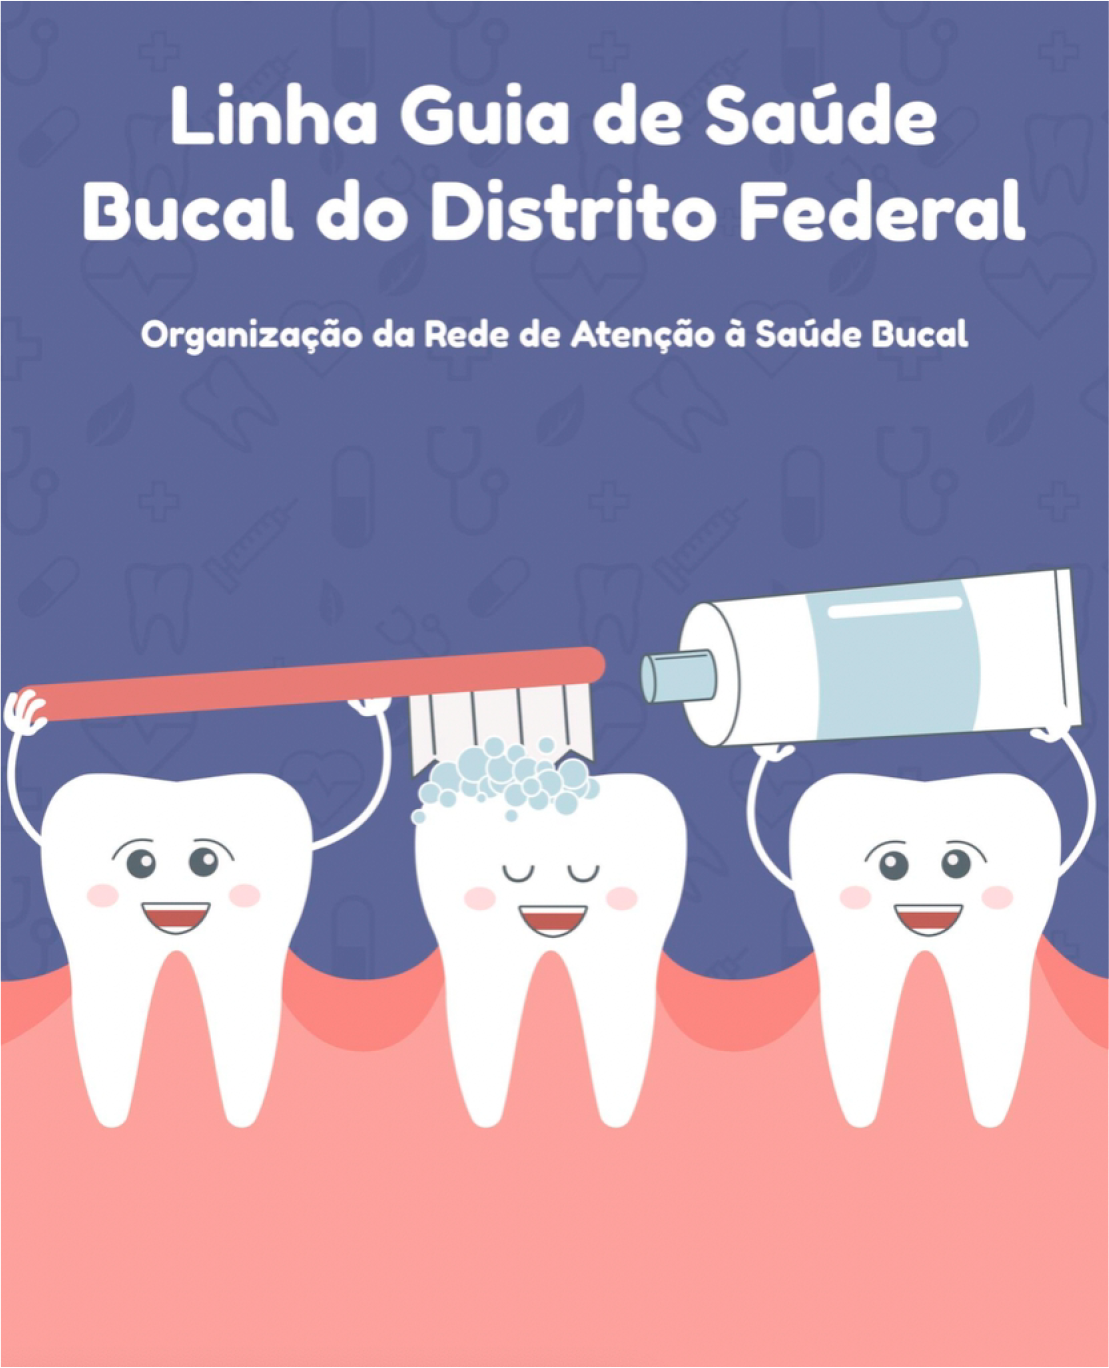 Linha Guia de Saúde
Bucal do Distrito Federal
Organização da Rede de Atenção à Saúde Bucal